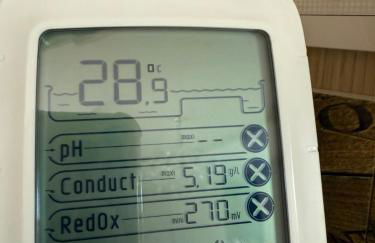 28.9 °C
pH maxi --
Conduct maxi 5,19 g/L
RedOx mini 270 mV